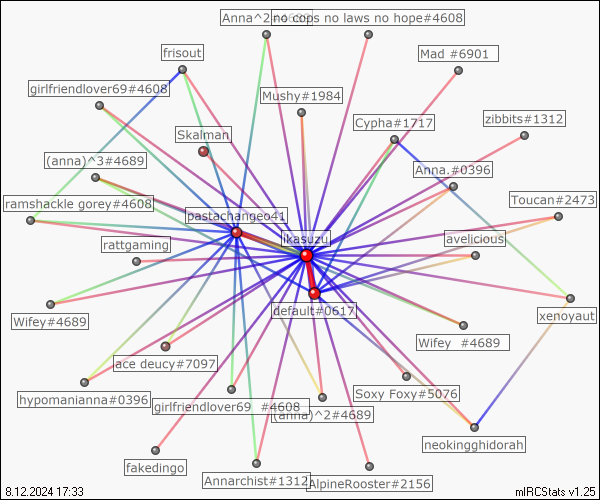 Anna^2#4689
no cops no laws no hope#4608
frisout
Mad #6901
girlfriendlover69#4608
Mushy#1984
zibbits#1312
Cypha#1717
Skalman
(anna)^3#4689
Anna.#0396
Toucan#2473
ramshackle gorey#4608
pastachangeo41
ikasuzu
avelicious
rattgaming
default#0617
xenoyaut
Wifey#4689
Wifey #4689
ace deucy#7097
hypomanianna#0396
Soxy Foxy#5076
girlfriendlover69 #4608
(anna)^2#4689
neokingghidorah
fakedingo
Annarchist#1312
AlpineRooster#2156
8.12.2024 17:33
mIRCStats v1.25